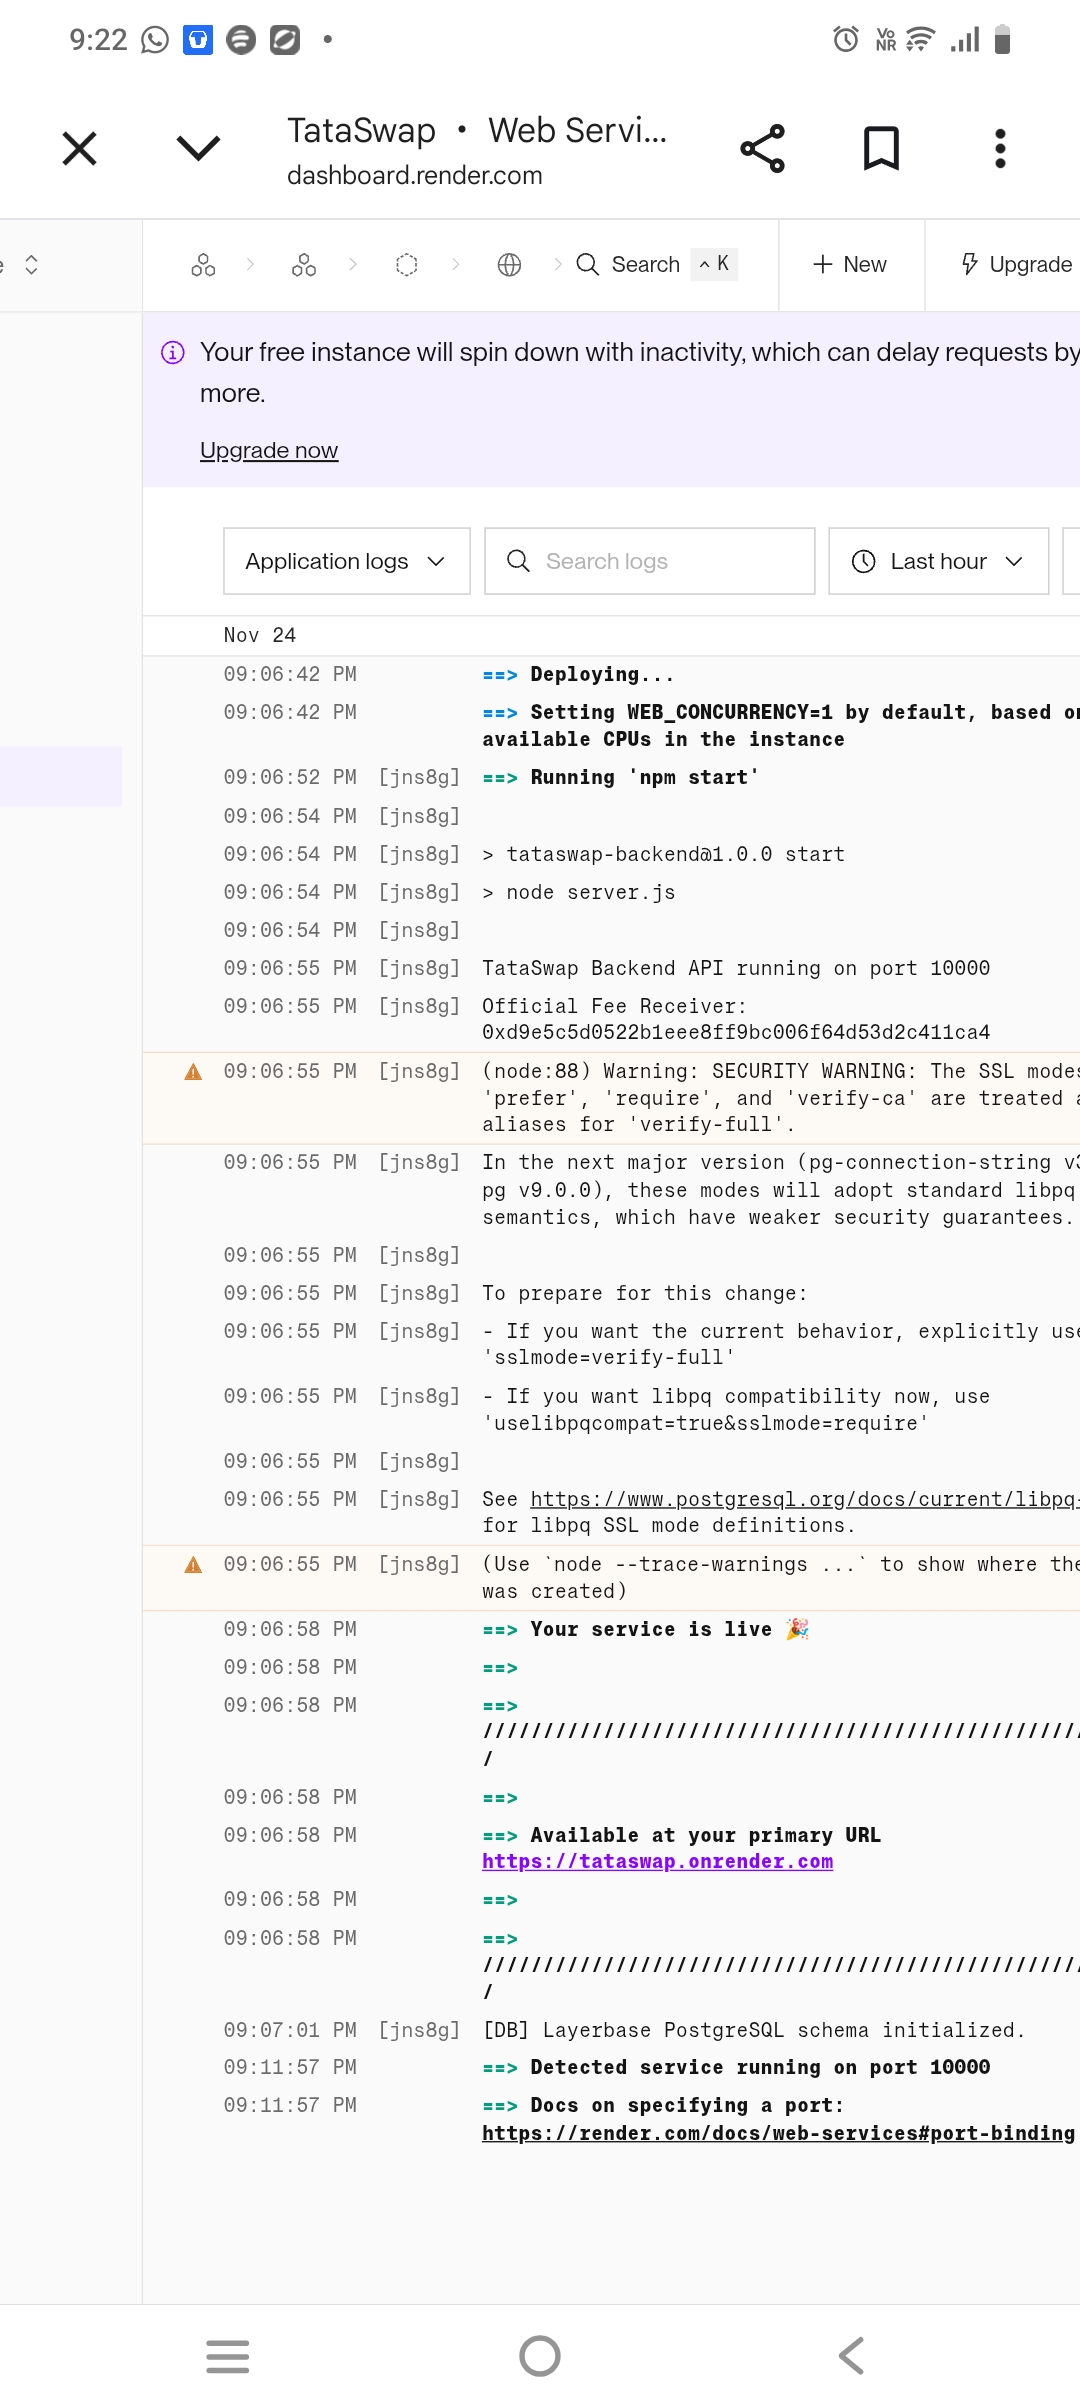 9:22
Vo NR
TataSwap • Web Servi...
dashboard.render.com
Search ^ K
+ New
Upgrade
Your free instance will spin down with inactivity, which can delay requests by
more.
Upgrade now
Application logs
Search logs
Last hour
Nov 24
09:06:42 PM ==> Deploying...
09:06:42 PM ==> Setting WEB_CONCURRENCY=1 by default, based on
available CPUs in the instance
09:06:52 PM [jns8g] ==> Running 'npm start'
09:06:54 PM [jns8g]
09:06:54 PM [jns8g] > tataswap-backend@1.0.0 start
09:06:54 PM [jns8g] > node server.js
09:06:54 PM [jns8g]
09:06:55 PM [jns8g] TataSwap Backend API running on port 10000
09:06:55 PM [jns8g] Official Fee Receiver:
0xd9e5c5d0522b1eee8ff9bc006f64d53d2c411ca4
09:06:55 PM [jns8g] (node:88) Warning: SECURITY WARNING: The SSL modes
'prefer', 'require', and 'verify-ca' are treated a
aliases for 'verify-full'.
09:06:55 PM [jns8g] In the next major version (pg-connection-string v3
pg v9.0.0), these modes will adopt standard libpq
semantics, which have weaker security guarantees.
09:06:55 PM [jns8g]
09:06:55 PM [jns8g] To prepare for this change:
09:06:55 PM [jns8g] - If you want the current behavior, explicitly use
'sslmode=verify-full'
09:06:55 PM [jns8g] - If you want libpq compatibility now, use
'uselibpqcompat=true&sslmode=require'
09:06:55 PM [jns8g]
09:06:55 PM [jns8g] See https://www.postgresql.org/docs/current/libpq-
for libpq SSL mode definitions.
09:06:55 PM [jns8g] (Use `node --trace-warnings ...` to show where the
was created)
09:06:58 PM ==> Your service is live 🎉
09:06:58 PM ==>
09:06:58 PM ==>
//////////////////////////////////////////////////
/
09:06:58 PM ==>
09:06:58 PM ==> Available at your primary URL
https://tataswap.onrender.com
09:06:58 PM ==>
09:06:58 PM ==>
//////////////////////////////////////////////////
/
09:07:01 PM [jns8g] [DB] Layerbase PostgreSQL schema initialized.
09:11:57 PM ==> Detected service running on port 10000
09:11:57 PM ==> Docs on specifying a port:
https://render.com/docs/web-services#port-binding